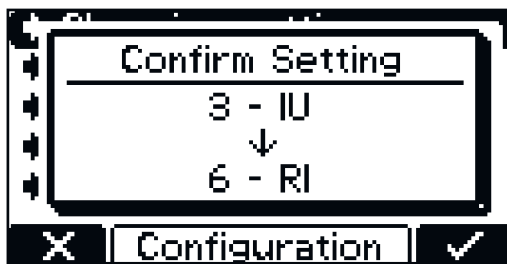 Confirm Setting
3 - IU
↓
6 - RI
X Configuration ✓